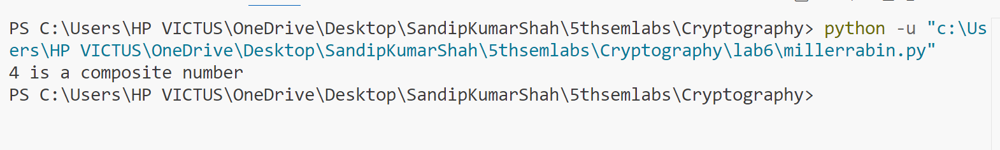 PS C:\Users\HP VICTUS\OneDrive\Desktop\SandipKumarShah\5thsemlabs\Cryptography> python -u "c:\Us
ers\HP VICTUS\OneDrive\Desktop\SandipKumarShah\5thsemlabs\Cryptography\lab6\millerrabin.py"
4 is a composite number
PS C:\Users\HP VICTUS\OneDrive\Desktop\SandipKumarShah\5thsemlabs\Cryptography>